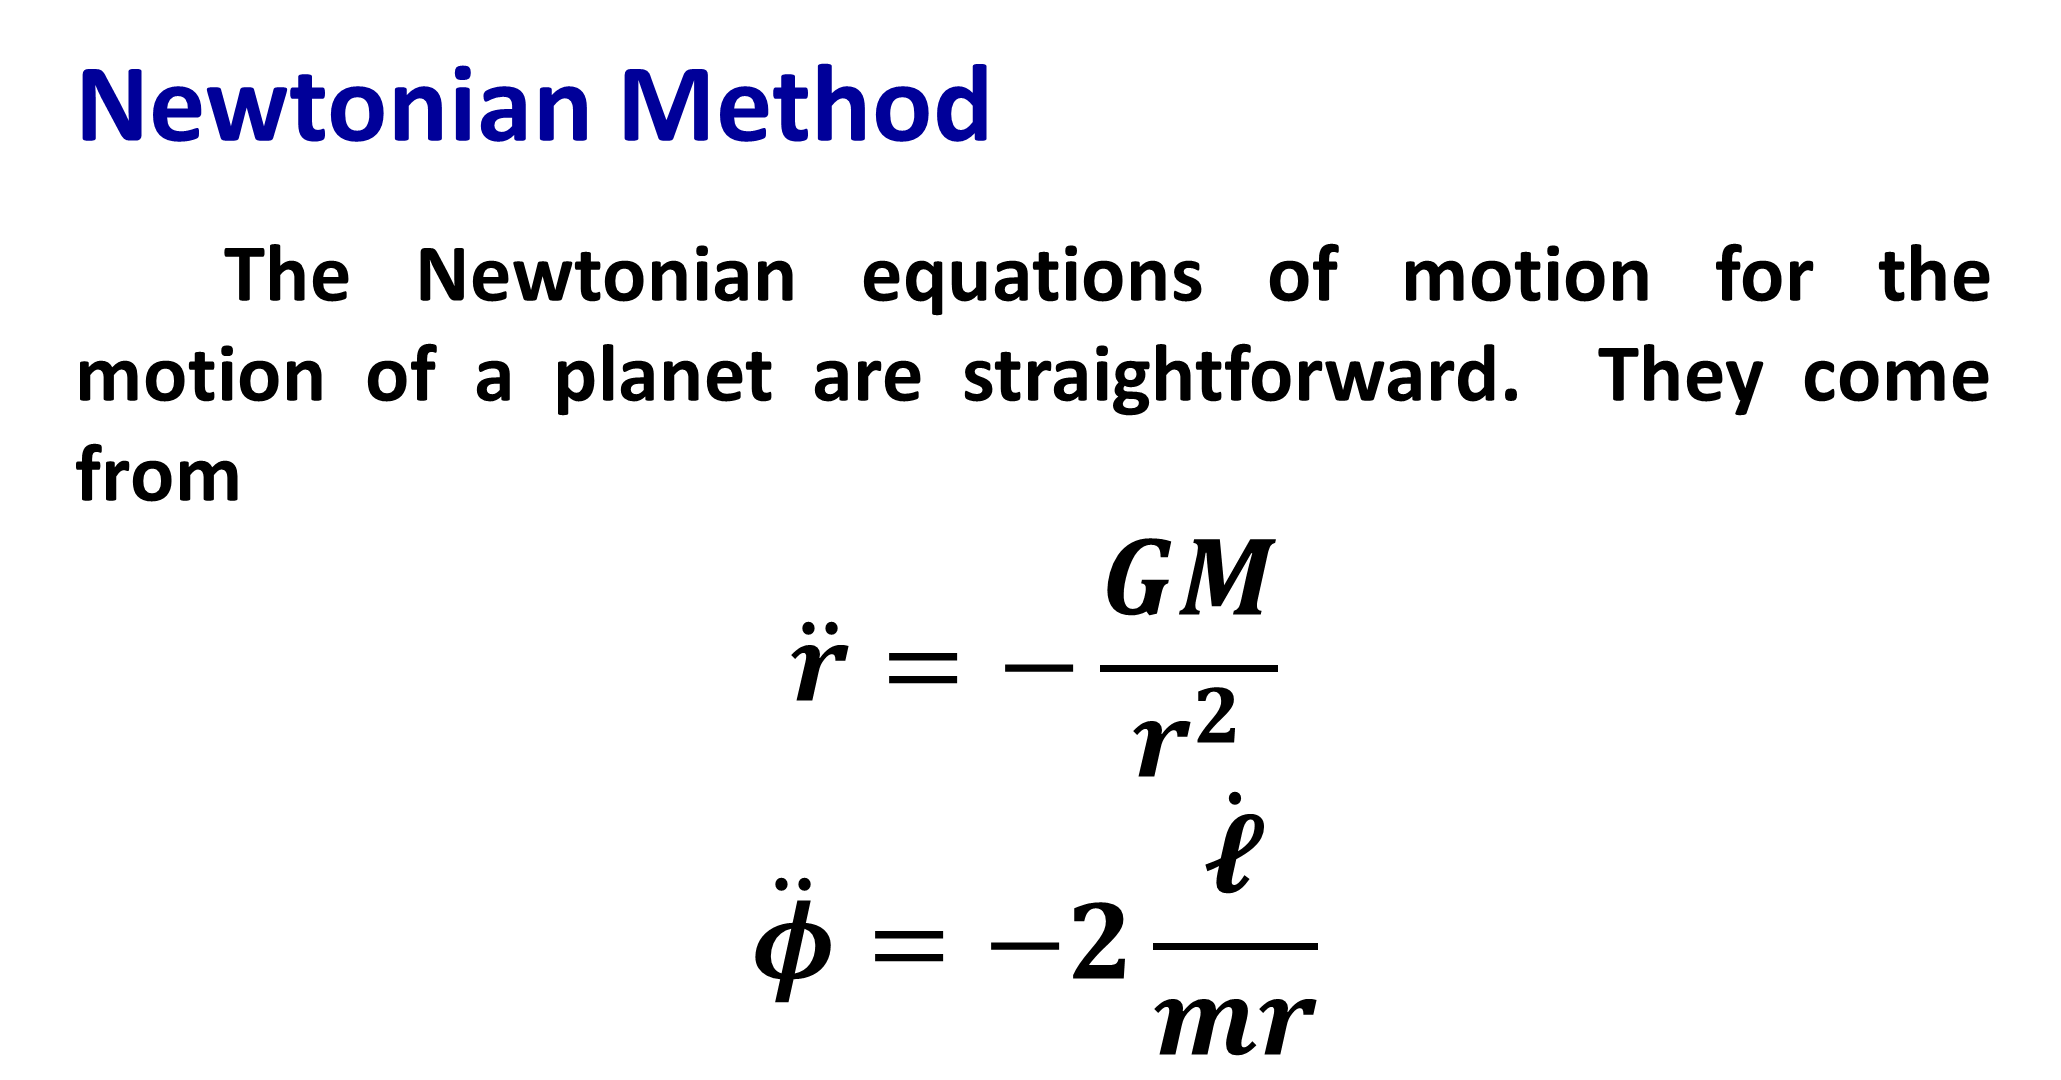 Newtonian Method
The Newtonian equations of motion for the
motion of a planet are straightforward. They come
from
r̈ = −GM/r²
ϕ̈ = −2 ℓ̇/mr